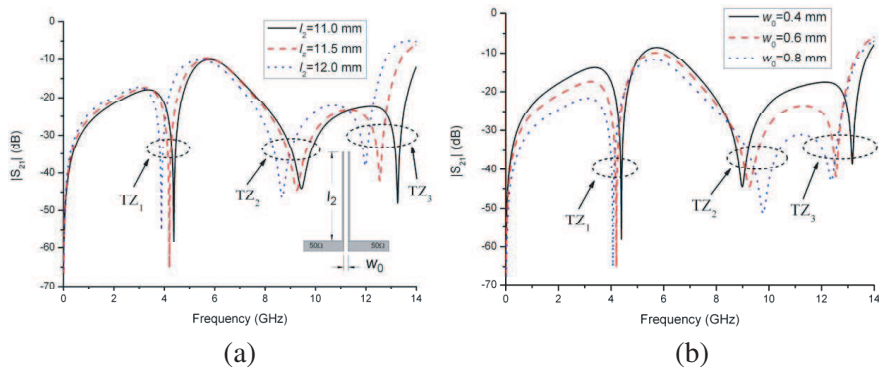 l₂=11.0 mm
l₂=11.5 mm
l₂=12.0 mm
TZ₁
TZ₂
TZ₃
l₂
50Ω
50Ω
w₀
0
-10
-20
-30
-40
-50
-60
-70
|S₂₁| (dB)
0 2 4 6 8 10 12 14
Frequency (GHz)
(a)
w₀=0.4 mm
w₀=0.6 mm
w₀=0.8 mm
TZ₁
TZ₂
TZ₃
0
-10
-20
-30
-40
-50
-60
-70
|S₂₁| (dB)
0 2 4 6 8 10 12 14
Frequency (GHz)
(b)